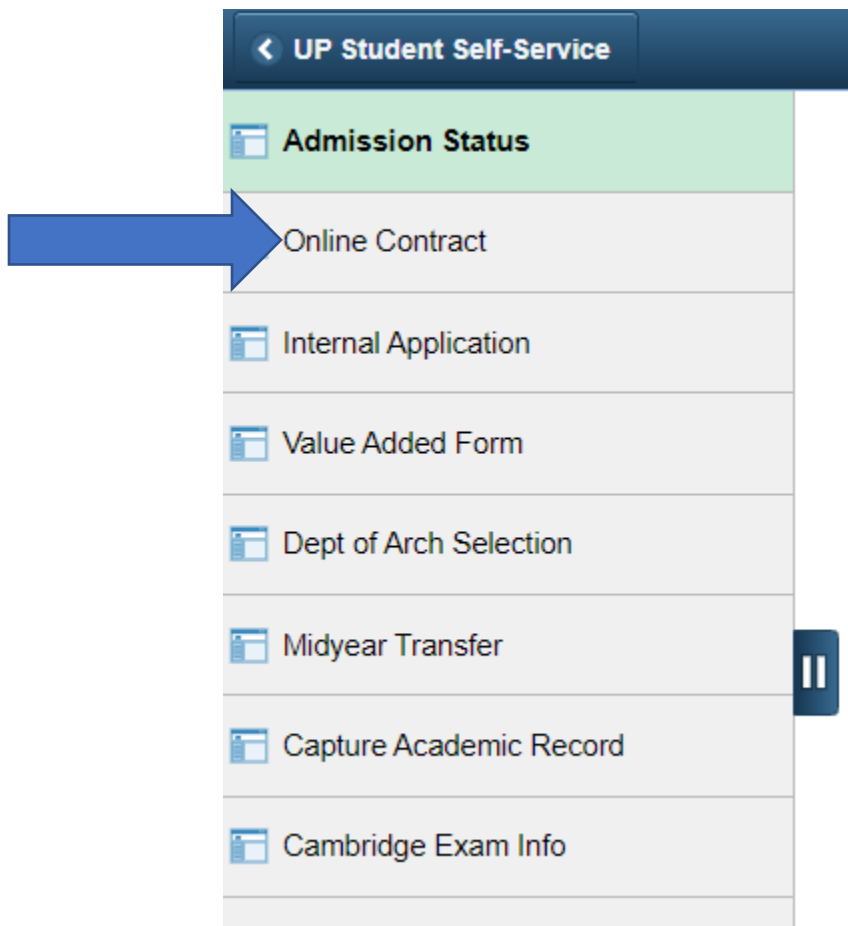 UP Student Self-Service
Admission Status
Online Contract
Internal Application
Value Added Form
Dept of Arch Selection
Midyear Transfer
Capture Academic Record
Cambridge Exam Info